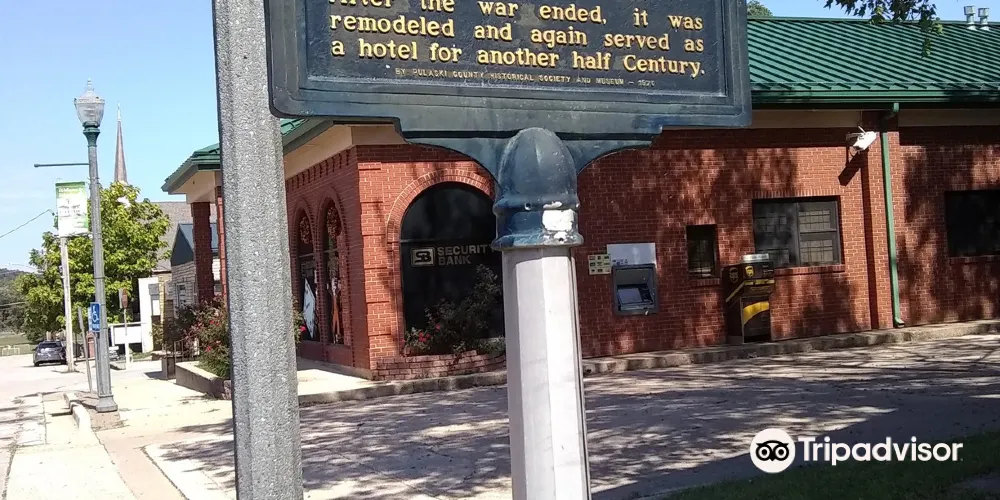 After the war ended, it was
remodeled and again served as
a hotel for another half Century.
BY PULASKI COUNTY HISTORICAL SOCIETY AND MUSEUM
SB SECURITY
BANK
Tripadvisor